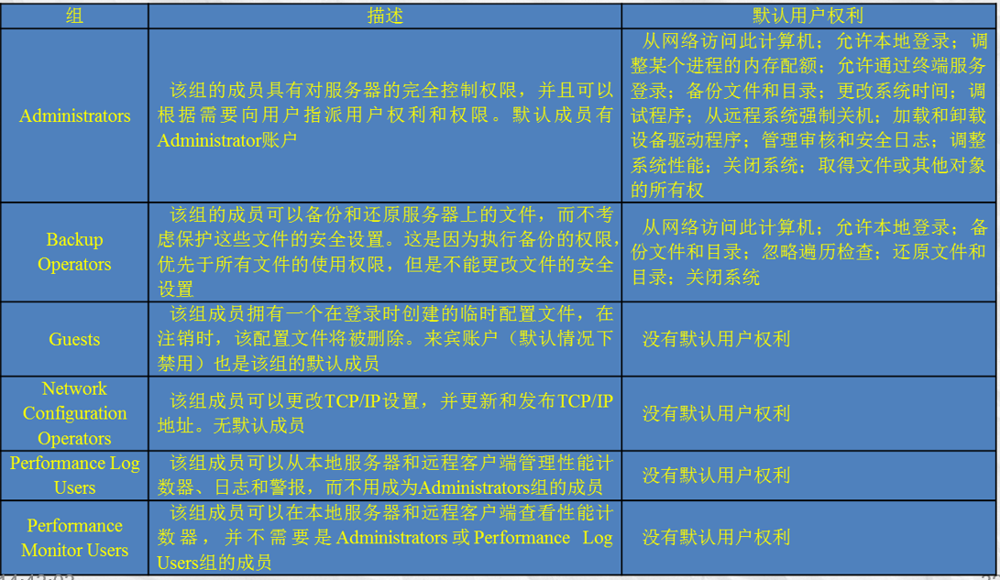 组 描述 默认用户权利
Administrators
该组的成员具有对服务器的完全控制权限，并且可以
根据需要向用户指派用户权利和权限。默认成员有
Administrator账户
从网络访问此计算机；允许本地登录；调
整某个进程的内存配额；允许通过终端服务
登录；备份文件和目录；更改系统时间；调
试程序；从远程系统强制关机；加载和卸载
设备驱动程序；管理审核和安全日志；调整
系统性能；关闭系统；取得文件或其他对象
的所有权
Backup
Operators
该组的成员可以备份和还原服务器上的文件，而不考
虑保护这些文件的安全设置。这是因为执行备份的权限，
优先于所有文件的使用权限，但是不能更改文件的安全
设置
从网络访问此计算机；允许本地登录；备
份文件和目录；忽略遍历检查；还原文件和
目录；关闭系统
Guests
该组成员拥有一个在登录时创建的临时配置文件，在
注销时，该配置文件将被删除。来宾账户（默认情况下
禁用）也是该组的默认成员
没有默认用户权利
Network
Configuration
Operators
该组成员可以更改TCP/IP设置，并更新和发布TCP/IP
地址。无默认成员
没有默认用户权利
Performance Log
Users
该组成员可以从本地服务器和远程客户端管理性能计
数器、日志和警报，而不用成为Administrators组的成员
没有默认用户权利
Performance
Monitor Users
该组成员可以在本地服务器和远程客户端查看性能计
数器，并不需要是Administrators或Performance Log
Users组的成员
没有默认用户权利